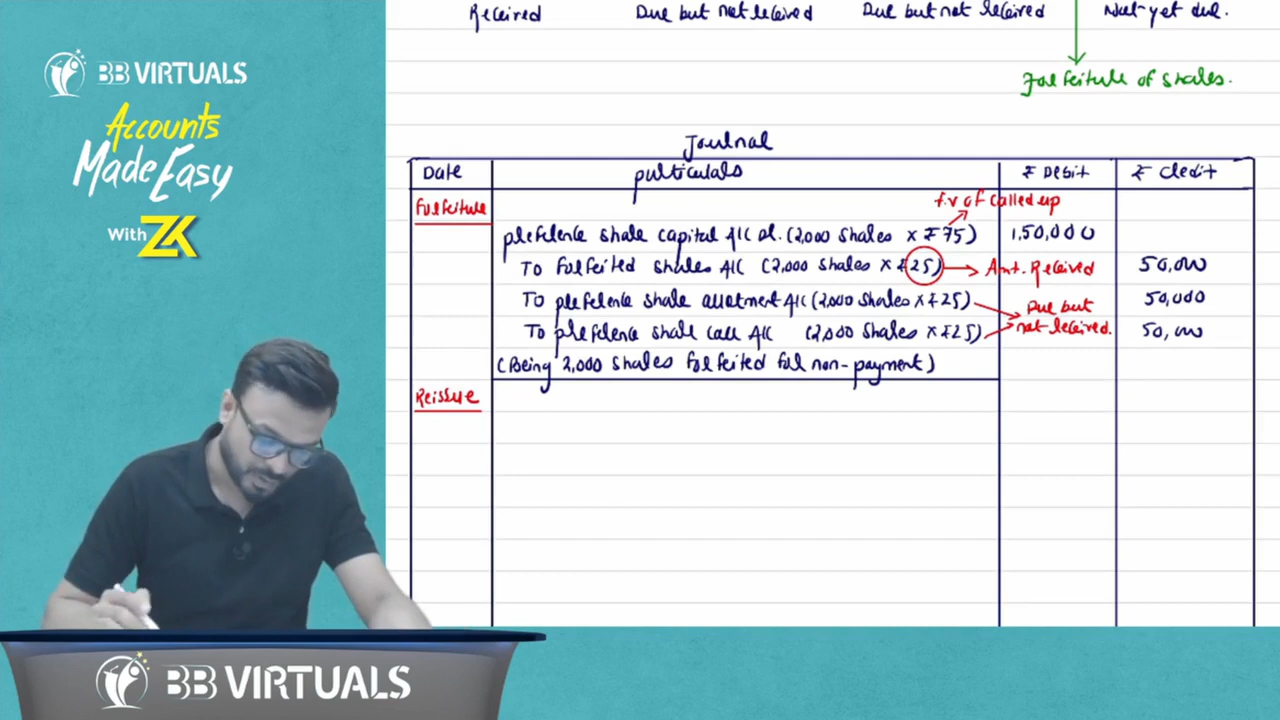 Received Due but not received Due but not received Not-yet due.
Forfeiture of shares.
BB VIRTUALS
Accounts
Made Easy
With ZK
Journal
Date Particulars ₹ Debit ₹ Credit
Forfeiture
f.v of called up
Preference share capital A/c Dr. (2,000 shares × ₹75) 1,50,000
To Forfeited shares A/c (2,000 shares × ₹25) Amt. Received 50,000
To preference share allotment A/c (2,000 shares × ₹25) 50,000
Due but not received.
To preference share call A/c (2,000 shares × ₹25) 50,000
(Being 2,000 shares forfeited for non-payment)
Reissue
BB VIRTUALS